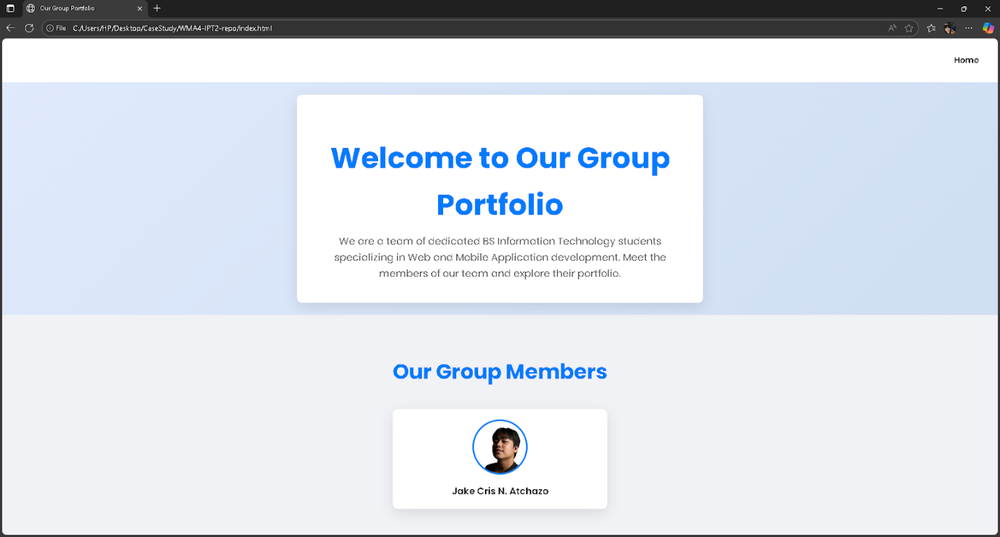 Our Group Portfolio
File C:/Users/HP/Desktop/CaseStudy/WMA4-IPT2-repo/index.html
Home
Welcome to Our Group
Portfolio
We are a team of dedicated BS Information Technology students
specializing in Web and Mobile Application development. Meet the
members of our team and explore their portfolio.
Our Group Members
Jake Cris N. Atchazo